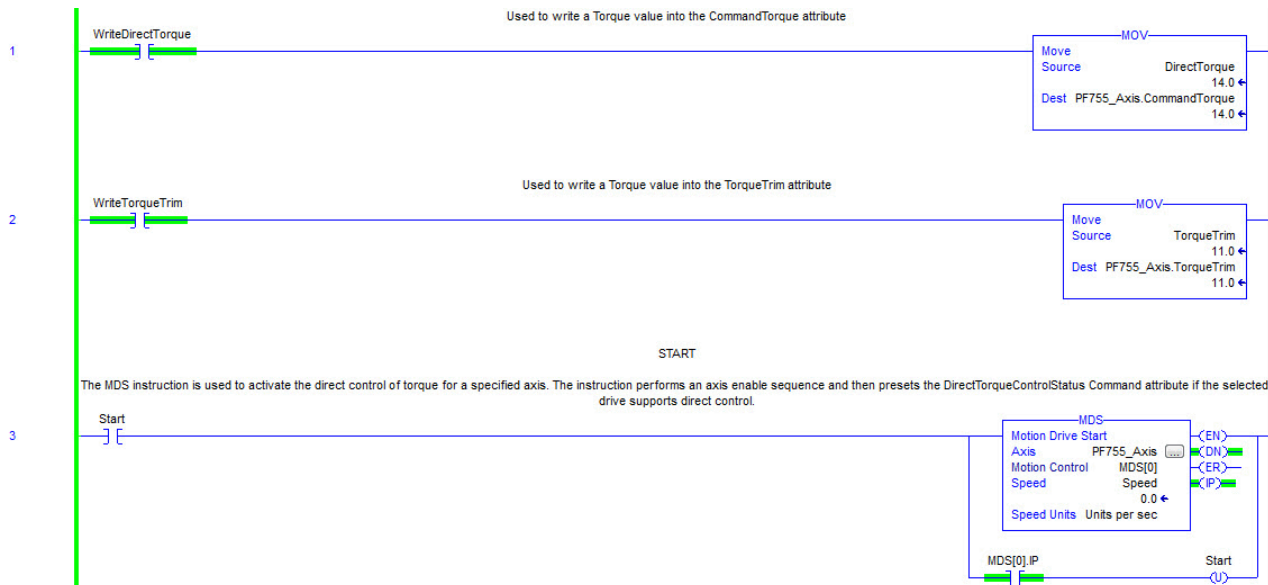 Used to write a Torque value into the CommandTorque attribute
WriteDirectTorque
1
MOV
Move
Source DirectTorque
14.0
Dest PF755_Axis.CommandTorque
14.0
Used to write a Torque value into the TorqueTrim attribute
WriteTorqueTrim
2
MOV
Move
Source TorqueTrim
11.0
Dest PF755_Axis.TorqueTrim
11.0
START
The MDS instruction is used to activate the direct control of torque for a specified axis. The instruction performs an axis enable sequence and then presets the DirectTorqueControlStatus Command attribute if the selected
drive supports direct control.
Start
3
MDS
Motion Drive Start EN
Axis PF755_Axis ... DN
Motion Control MDS[0] ER
Speed Speed IP
0.0
Speed Units Units per sec
MDS[0].IP Start
U